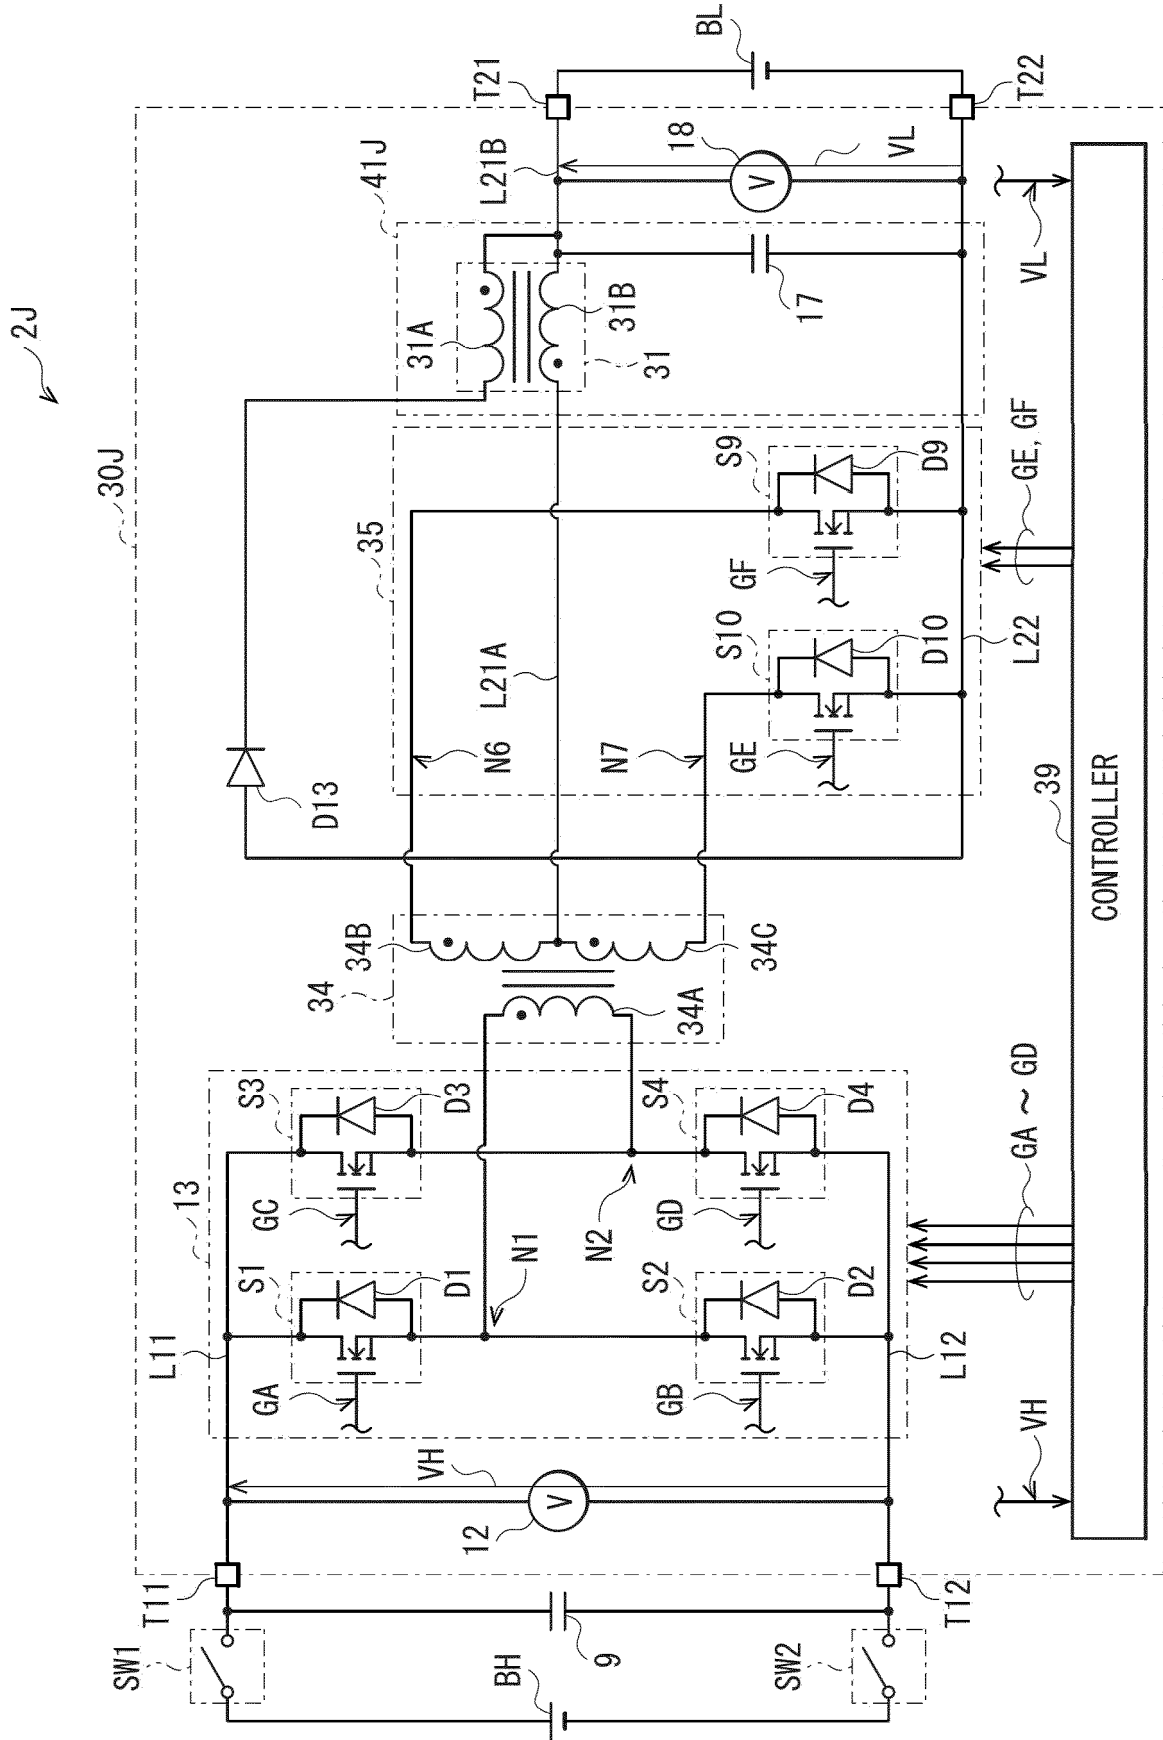 2J
30J
SW1
T11
BH
9
SW2
T12
12
V
VH
L11
L12
13
S1
GA
D1
S3
GC
D3
N1
N2
S2
GB
D2
S4
GD
D4
34
34A
34B
34C
D13
N6
L21A
N7
35
S10
GE
D10
S9
GF
D9
L22
41J
31A
31B
31
17
L21B
18
V
VL
T21
T22
BL
VH
GA ~ GD
GE, GF
VL
39
CONTROLLER